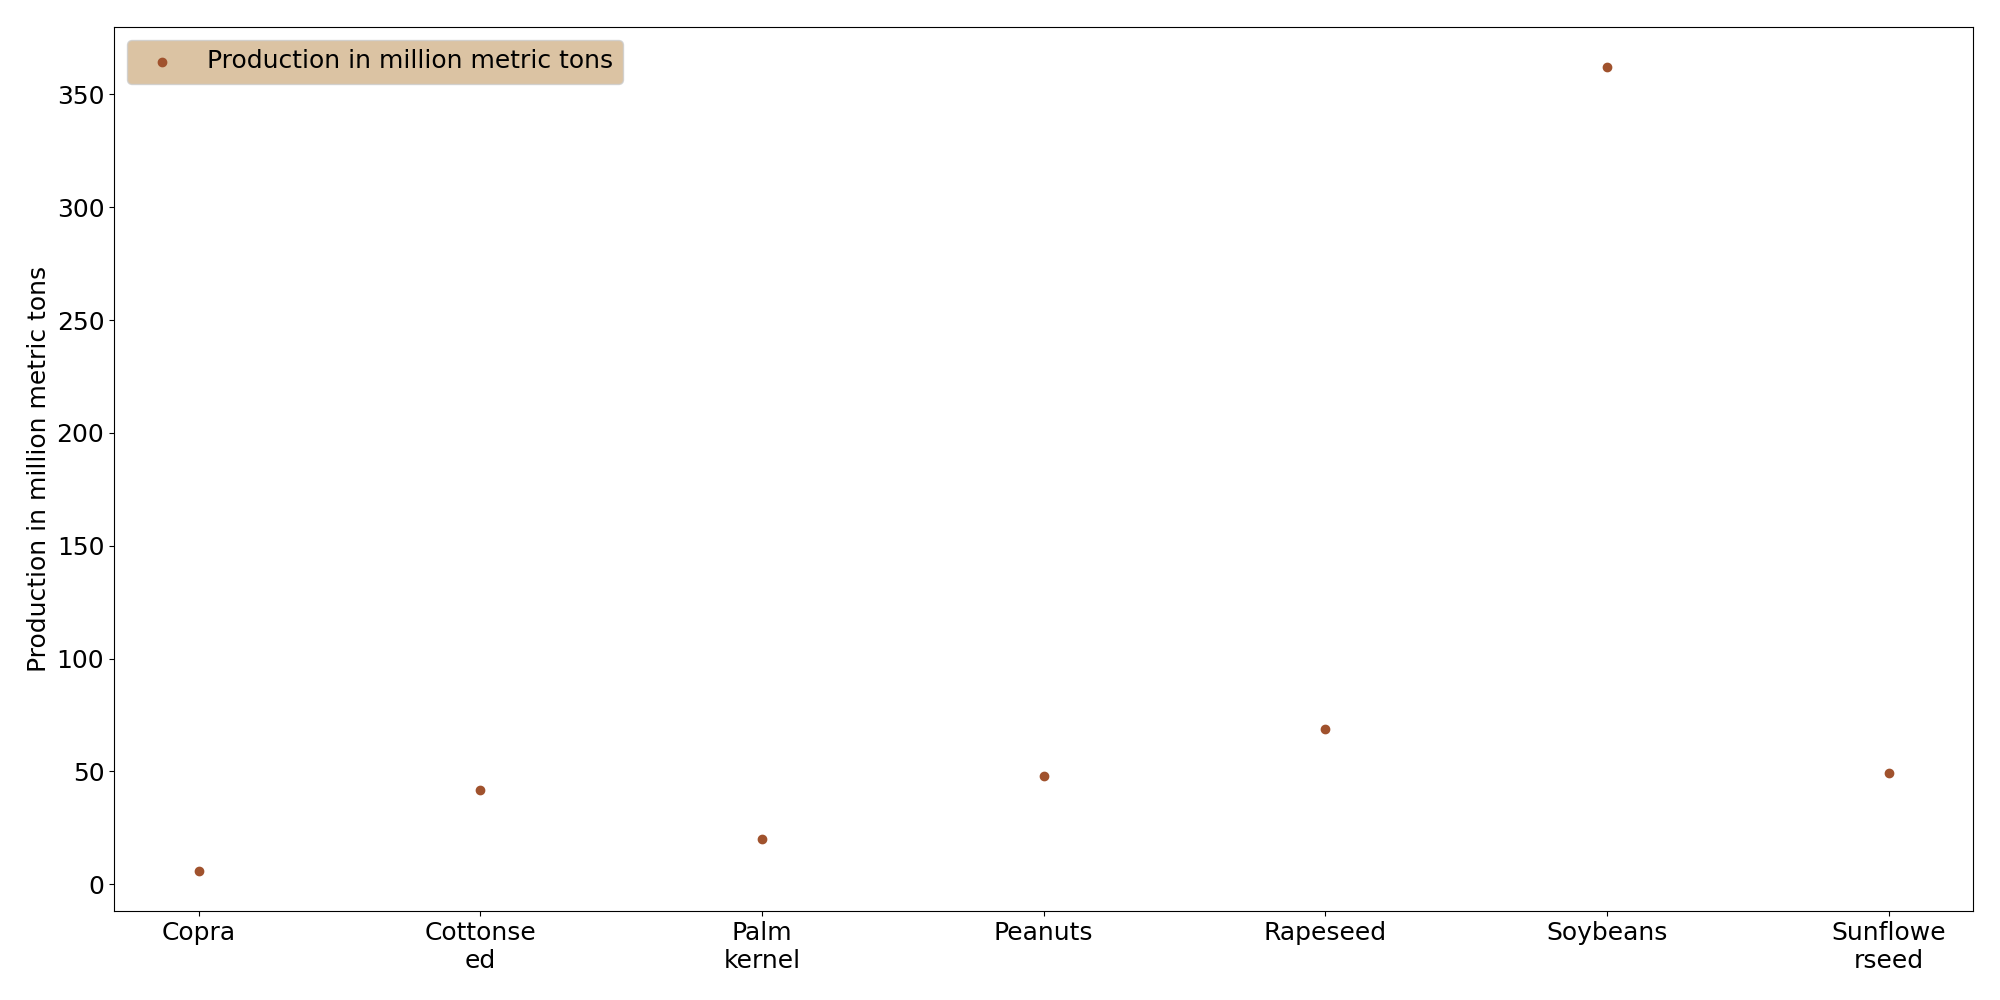 Production in million metric tons
Production in million metric tons
350
300
250
200
150
100
50
0
Copra
Cottonse
ed
Palm
kernel
Peanuts
Rapeseed
Soybeans
Sunflowe
rseed